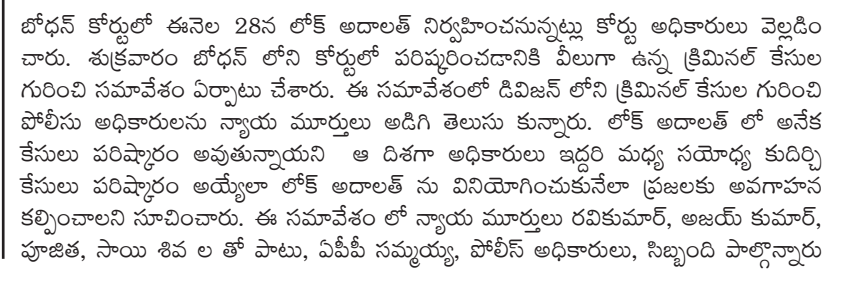 బోధన్ కోర్టులో ఈనెల 28న లోక్ అదాలత్ నిర్వహించనున్నట్లు కోర్టు అధికారులు వెల్లడిం
చారు. శుక్రవారం బోధన్ లోని కోర్టులో పరిష్కరించడానికి వీలుగా ఉన్న క్రిమినల్ కేసుల
గురించి సమావేశం ఏర్పాటు చేశారు. ఈ సమావేశంలో డివిజన్ లోని క్రిమినల్ కేసుల గురించి
పోలీసు అధికారులను న్యాయ మూర్తులు అడిగి తెలుసు కున్నారు. లోక్ అదాలత్ లో అనేక
కేసులు పరిష్కారం అవుతున్నాయని ఆ దిశగా అధికారులు ఇద్దరి మధ్య సయోధ్య కుదిర్చి
కేసులు పరిష్కారం అయ్యేలా లోక్ అదాలత్ ను వినియోగించుకునేలా ప్రజలకు అవగాహన
కల్పించాలని సూచించారు. ఈ సమావేశం లో న్యాయ మూర్తులు రవికుమార్, అజయ్ కుమార్,
పూజిత, సాయి శివ ల తో పాటు, ఏపీపీ సమ్మయ్య, పోలీస్ అధికారులు, సిబ్బంది పాల్గొన్నారు